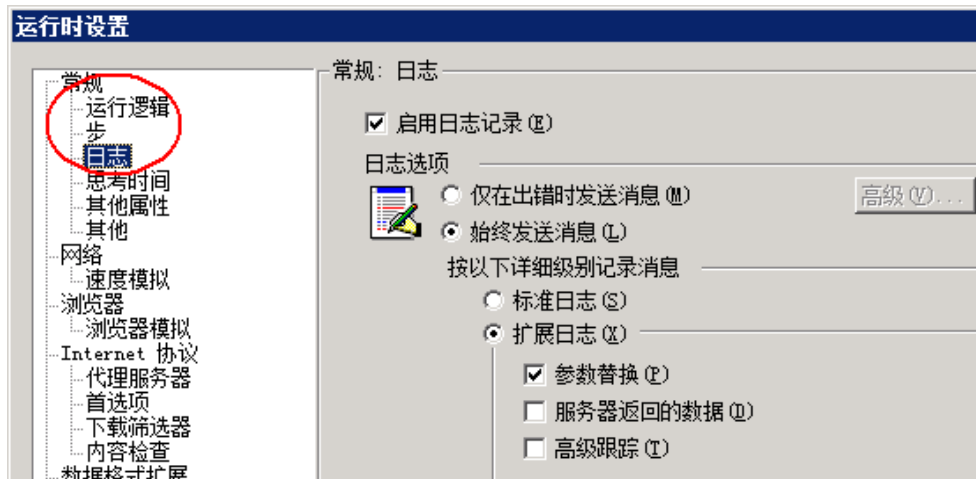 运行时设置
常规
运行逻辑
步
日志
思考时间
其他属性
其他
网络
速度模拟
浏览器
浏览器模拟
Internet 协议
代理服务器
首选项
下载筛选器
内容检查
数据格式扩展
常规: 日志
启用日志记录(E)
日志选项
仅在出错时发送消息(M)
高级(V)...
始终发送消息(L)
按以下详细级别记录消息
标准日志(S)
扩展日志(X)
参数替换(P)
服务器返回的数据(D)
高级跟踪(T)